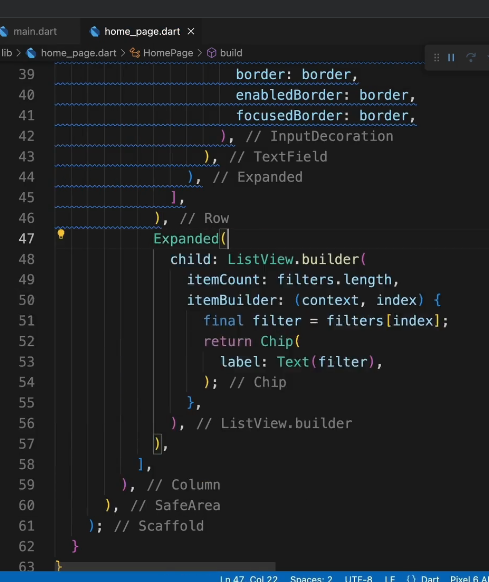 main.dart home_page.dart
lib > home_page.dart > HomePage > build
39 border: border,
40 enabledBorder: border,
41 focusedBorder: border,
42 ), // InputDecoration
43 ), // TextField
44 ), // Expanded
45 ],
46 ), // Row
47 Expanded(
48 child: ListView.builder(
49 itemCount: filters.length,
50 itemBuilder: (context, index) {
51 final filter = filters[index];
52 return Chip(
53 label: Text(filter),
54 ); // Chip
55 },
56 ), // ListView.builder
57 ),
58 ],
59 ), // Column
60 ), // SafeArea
61 ); // Scaffold
62 }
63 }
Ln 47, Col 22 Spaces: 2 UTF-8 LF {} Dart Pixel 6